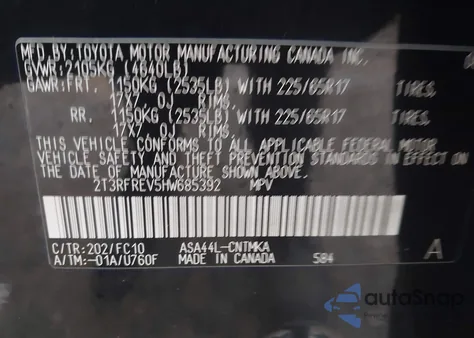 MFD.BY:TOYOTA MOTOR MANUFACTURING CANADA INC.
GVWR:2105KG (4640LB)
GAWR:FRT. 1150KG (2535LB) WITH 225/65R17 TIRES,
17X7.0J RIMS,
RR. 1150KG (2535LB) WITH 225/65R17 TIRES,
17X7.0J RIMS,
THIS VEHICLE CONFORMS TO ALL APPLICABLE FEDERAL MOTOR
VEHICLE SAFETY AND THEFT PREVENTION STANDARDS IN EFFECT ON
THE DATE OF MANUFACTURE SHOWN ABOVE.
2T3RFREV5HW685392 MPV
C/TR:202/FC10 ASA44L-CNTMKA
A/TM:-01A/U760F MADE IN CANADA 584 A
autoSnap